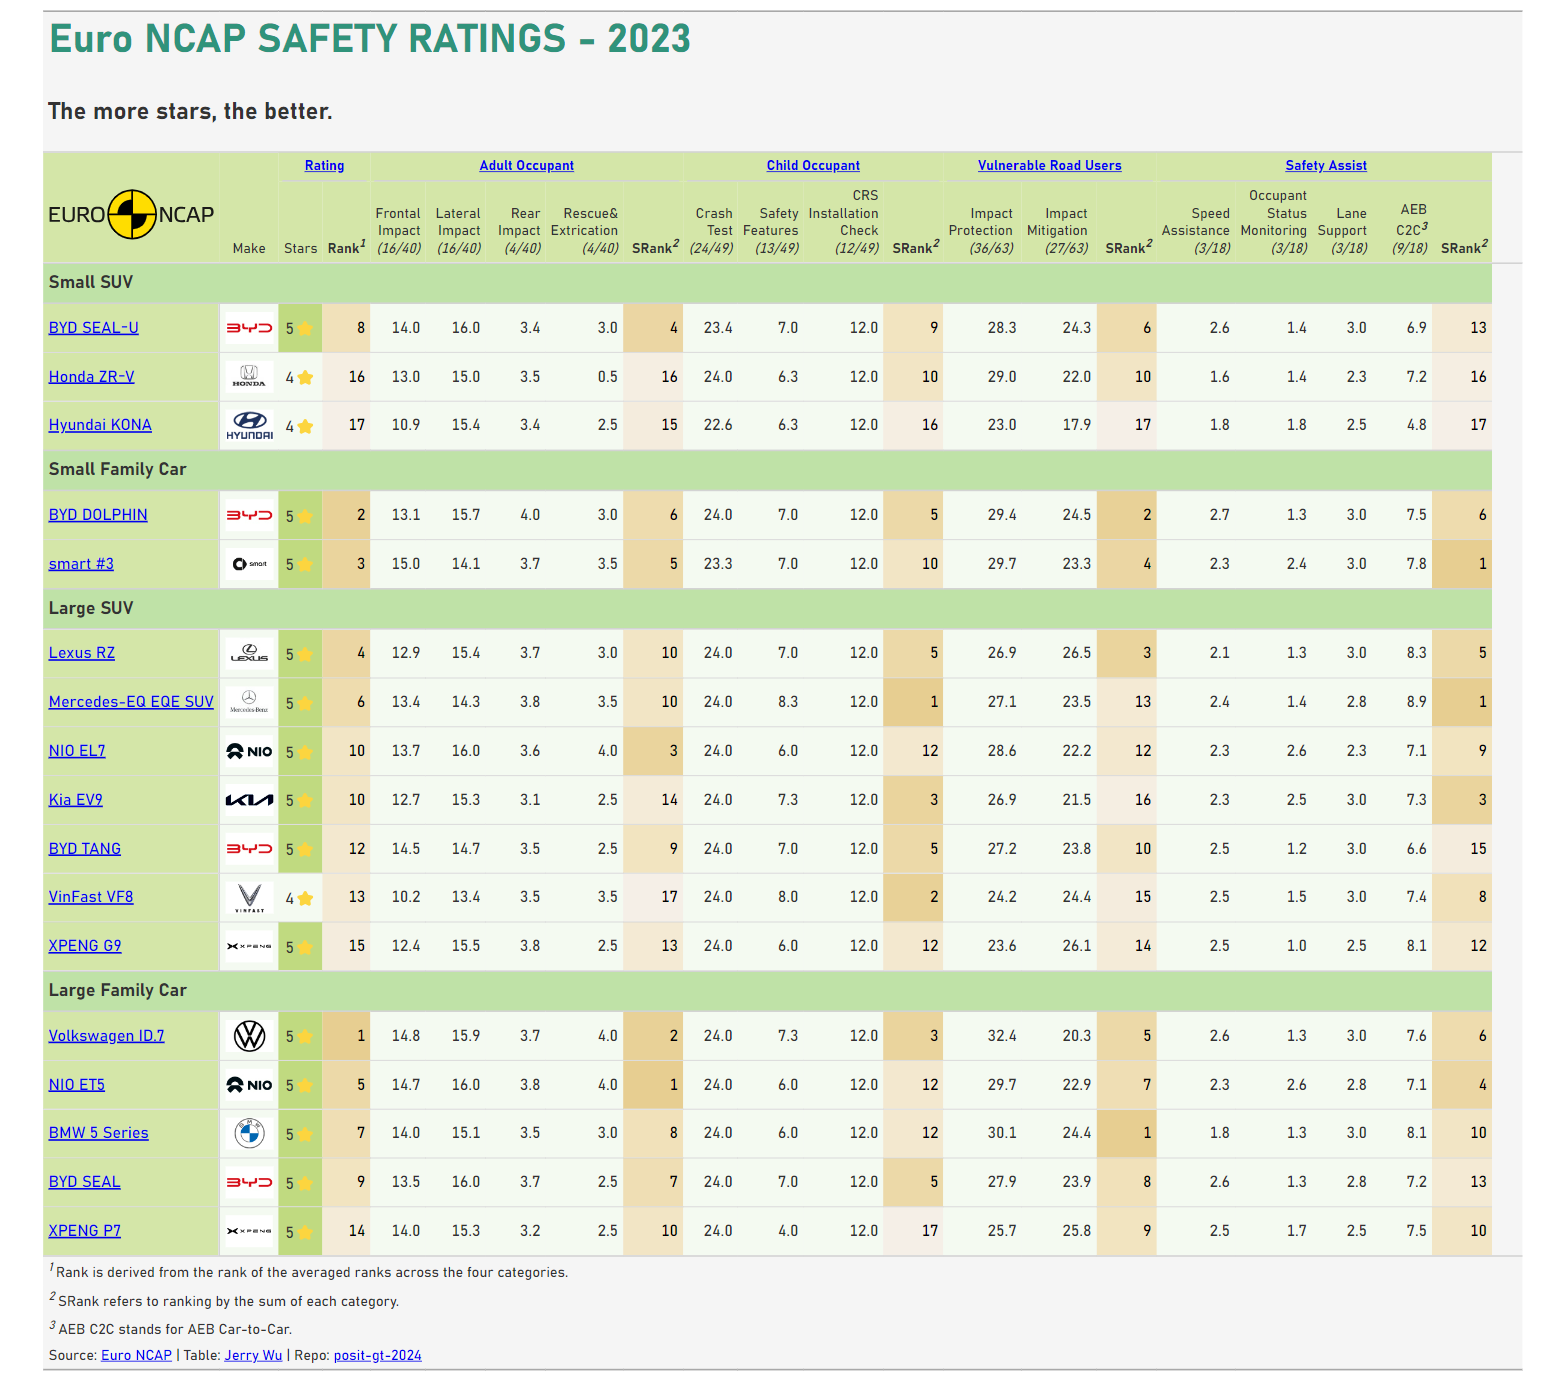 Euro NCAP SAFETY RATINGS - 2023
The more stars, the better.
Rating Adult Occupant Child Occupant Vulnerable Road Users Safety Assist
EURO NCAP Make Stars Rank1 Frontal Impact (16/40) Lateral Impact (16/40) Rear Impact (4/40) Rescue& Extrication (4/40) SRank2 Crash Test (24/49) Safety Features (13/49) CRS Installation Check (12/49) SRank2 Impact Protection (36/63) Impact Mitigation (27/63) SRank2 Speed Assistance (3/18) Occupant Status Monitoring (3/18) Lane Support (3/18) AEB C2C3 (9/18) SRank2
Small SUV
BYD SEAL-U BYD 5 8 14.0 16.0 3.4 3.0 4 23.4 7.0 12.0 9 28.3 24.3 6 2.6 1.4 3.0 6.9 13
Honda ZR-V HONDA 4 16 13.0 15.0 3.5 0.5 16 24.0 6.3 12.0 10 29.0 22.0 10 1.6 1.4 2.3 7.2 16
Hyundai KONA HYUNDAI 4 17 10.9 15.4 3.4 2.5 15 22.6 6.3 12.0 16 23.0 17.9 17 1.8 1.8 2.5 4.8 17
Small Family Car
BYD DOLPHIN BYD 5 2 13.1 15.7 4.0 3.0 6 24.0 7.0 12.0 5 29.4 24.5 2 2.7 1.3 3.0 7.5 6
smart #3 smart 5 3 15.0 14.1 3.7 3.5 5 23.3 7.0 12.0 10 29.7 23.3 4 2.3 2.4 3.0 7.8 1
Large SUV
Lexus RZ LEXUS 5 4 12.9 15.4 3.7 3.0 10 24.0 7.0 12.0 5 26.9 26.5 3 2.1 1.3 3.0 8.3 5
Mercedes-EQ EQE SUV Mercedes-Benz 5 6 13.4 14.3 3.8 3.5 10 24.0 8.3 12.0 1 27.1 23.5 13 2.4 1.4 2.8 8.9 1
NIO EL7 NIO 5 10 13.7 16.0 3.6 4.0 3 24.0 6.0 12.0 12 28.6 22.2 12 2.3 2.6 2.3 7.1 9
Kia EV9 KIA 5 10 12.7 15.3 3.1 2.5 14 24.0 7.3 12.0 3 26.9 21.5 16 2.3 2.5 3.0 7.3 3
BYD TANG BYD 5 12 14.5 14.7 3.5 2.5 9 24.0 7.0 12.0 5 27.2 23.8 10 2.5 1.2 3.0 6.6 15
VinFast VF8 VINFAST 4 13 10.2 13.4 3.5 3.5 17 24.0 8.0 12.0 2 24.2 24.4 15 2.5 1.5 3.0 7.4 8
XPENG G9 XPENG 5 15 12.4 15.5 3.8 2.5 13 24.0 6.0 12.0 12 23.6 26.1 14 2.5 1.0 2.5 8.1 12
Large Family Car
Volkswagen ID.7 5 1 14.8 15.9 3.7 4.0 2 24.0 7.3 12.0 3 32.4 20.3 5 2.6 1.3 3.0 7.6 6
NIO ET5 NIO 5 5 14.7 16.0 3.8 4.0 1 24.0 6.0 12.0 12 29.7 22.9 7 2.3 2.6 2.8 7.1 4
BMW 5 Series BMW 5 7 14.0 15.1 3.5 3.0 8 24.0 6.0 12.0 12 30.1 24.4 1 1.8 1.3 3.0 8.1 10
BYD SEAL BYD 5 9 13.5 16.0 3.7 2.5 7 24.0 7.0 12.0 5 27.9 23.9 8 2.6 1.3 2.8 7.2 13
XPENG P7 XPENG 5 14 14.0 15.3 3.2 2.5 10 24.0 4.0 12.0 17 25.7 25.8 9 2.5 1.7 2.5 7.5 10
1 Rank is derived from the rank of the averaged ranks across the four categories.
2 SRank refers to ranking by the sum of each category.
3 AEB C2C stands for AEB Car-to-Car.
Source: Euro NCAP | Table: Jerry Wu | Repo: posit-gt-2024